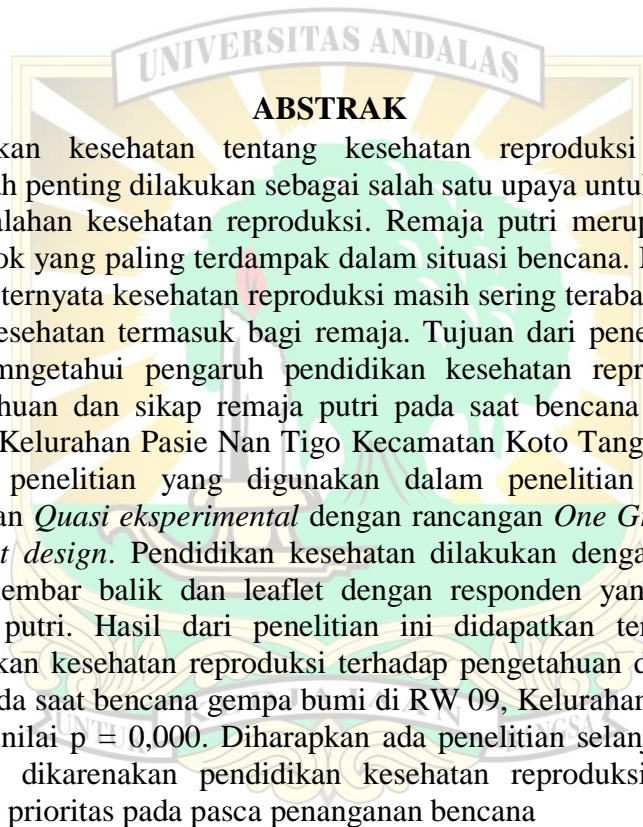 UNIVERSITAS ANDALAS
ABSTRAK
kan kesehatan tentang kesehatan reproduksi
h penting dilakukan sebagai salah satu upaya untuk
alahan kesehatan reproduksi. Remaja putri merup
ok yang paling terdampak dalam situasi bencana.
ternyata kesehatan reproduksi masih sering teraba
esehatan termasuk bagi remaja. Tujuan dari pene
mngetahui pengaruh pendidikan kesehatan repr
huan dan sikap remaja putri pada saat bencana
Kelurahan Pasie Nan Tigo Kecamatan Koto Tang
penelitian yang digunakan dalam penelitian
an Quasi eksperimental dengan rancangan One G
t design. Pendidikan kesehatan dilakukan denga
lembar balik dan leaflet dengan responden yan
putri. Hasil dari penelitian ini didapatkan ter
kan kesehatan reproduksi terhadap pengetahuan d
da saat bencana gempa bumi di RW 09, Kelurahan
nilai p = 0,000. Diharapkan ada penelitian selanj
dikarenakan pendidikan kesehatan reproduksi
prioritas pada pasca penanganan bencana